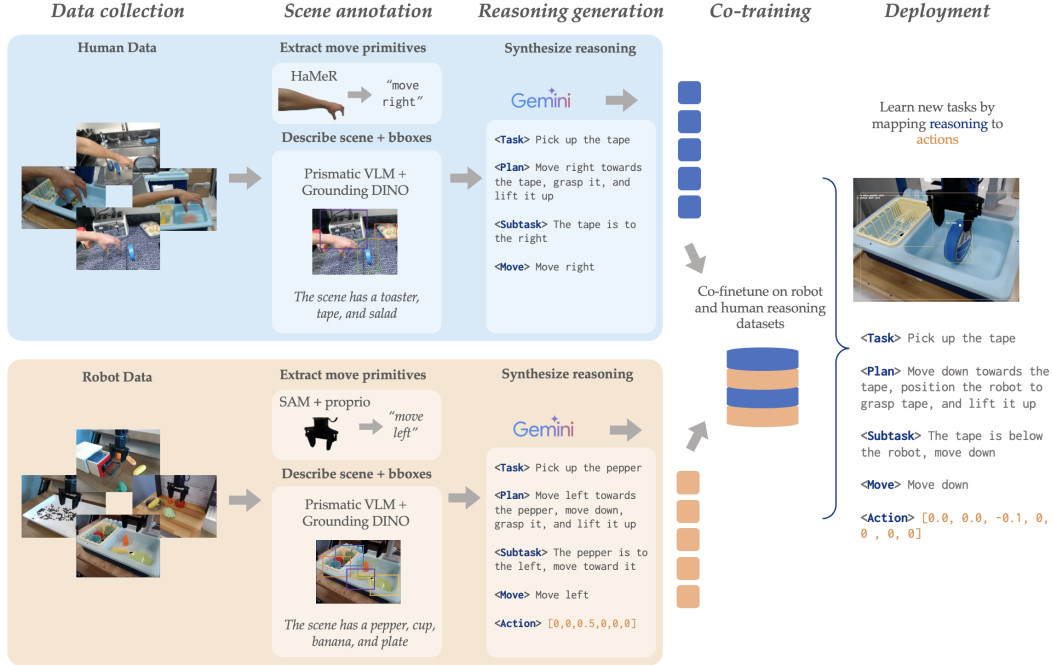 Data collection
Scene annotation
Reasoning generation
Co-training
Deployment
Human Data
Extract move primitives
HaMeR
“move
right”
Describe scene + bboxes
Prismatic VLM +
Grounding DINO
The scene has a toaster,
tape, and salad
Synthesize reasoning
Gemini
<Task> Pick up the tape
<Plan> Move right towards
the tape, grasp it, and
lift it up
<Subtask> The tape is to
the right
<Move> Move right
Robot Data
Extract move primitives
SAM + proprio
“move
left”
Describe scene + bboxes
Prismatic VLM +
Grounding DINO
The scene has a pepper, cup,
banana, and plate
Synthesize reasoning
Gemini
<Task> Pick up the pepper
<Plan> Move left towards
the pepper, move down,
grasp it, and lift it up
<Subtask> The pepper is to
the left, move toward it
<Move> Move left
<Action> [0,0,0.5,0,0,0]
Co-finetune on robot
and human reasoning
datasets
Learn new tasks by
mapping reasoning to
actions
<Task> Pick up the tape
<Plan> Move down towards the
tape, position the robot to
grasp tape, and lift it up
<Subtask> The tape is below
the robot, move down
<Move> Move down
<Action> [0.0, 0.0, -0.1, 0,
0 , 0, 0]